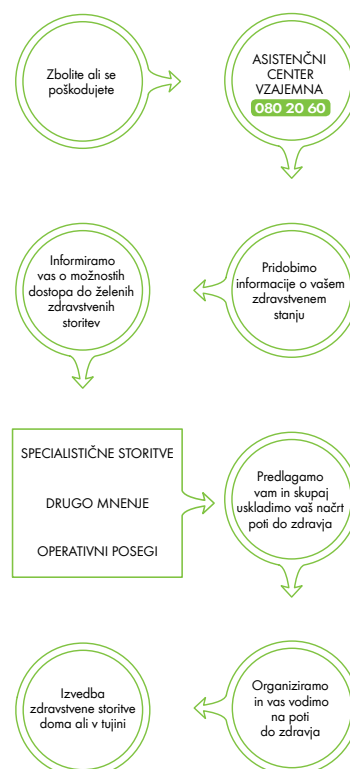 Zbolite ali se
poškodujete
ASISTENČNI
CENTER
VZAJEMNA
080 20 60
Pridobimo
informacije o vašem
zdravstvenem
stanju
Informiramo
vas o možnostih
dostopa do želenih
zdravstvenih
storitev
SPECIALISTIČNE STORITVE
DRUGO MNENJE
OPERATIVNI POSEGI
Predlagamo
vam in skupaj
uskladimo vaš načrt
poti do zdravja
Organiziramo
in vas vodimo
na poti
do zdravja
Izvedba
zdravstvene storitve
doma ali v tujini